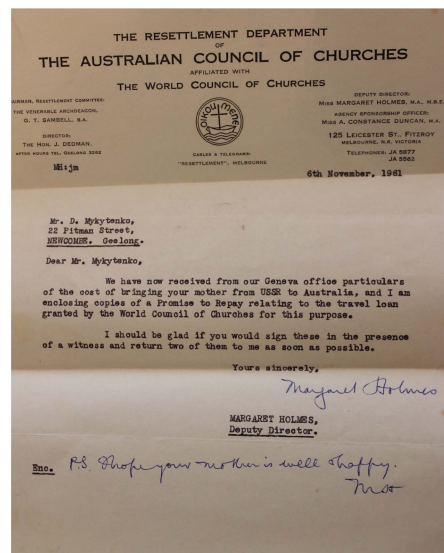 THE RESETTLEMENT DEPARTMENT
OF
THE AUSTRALIAN COUNCIL OF CHURCHES
AFFILIATED WITH
THE WORLD COUNCIL OF CHURCHES
AIRMAN, RESETTLEMENT COMMITTEE:
THE VENERABLE ARCHDEACON,
G. T. SAMBELL, B.A.
DIRECTOR:
THE HON. J. DEDMAN.
AFTER HOURS TEL. GEELONG 3262
MH:jm
OIKOUMENE
CABLES & TELEGRAMS:
"RESETTLEMENT", MELBOURNE
DEPUTY DIRECTOR:
MISS MARGARET HOLMES, M.A., M.B.E.
AGENCY SPONSORSHIP OFFICER:
MISS A. CONSTANCE DUNCAN, M.A.
125 LEICESTER ST., FITZROY
MELBOURNE, N.6. VICTORIA
TELEPHONES: JA 5877
JA 5582
6th November, 1961
Mr. D. Mykytenko,
22 Pitman Street,
NEWCOMBE. Geelong.
Dear Mr. Mykytenko,
We have now received from our Geneva office particulars
of the cost of bringing your mother from USSR to Australia, and I am
enclosing copies of a Promise to Repay relating to the travel loan
granted by the World Council of Churches for this purpose.
I should be glad if you would sign these in the presence
of a witness and return two of them to me as soon as possible.
Yours sincerely,
Margaret Holmes
MARGARET HOLMES,
Deputy Director.
Enc. P.S. I hope your mother is well & happy.
MH